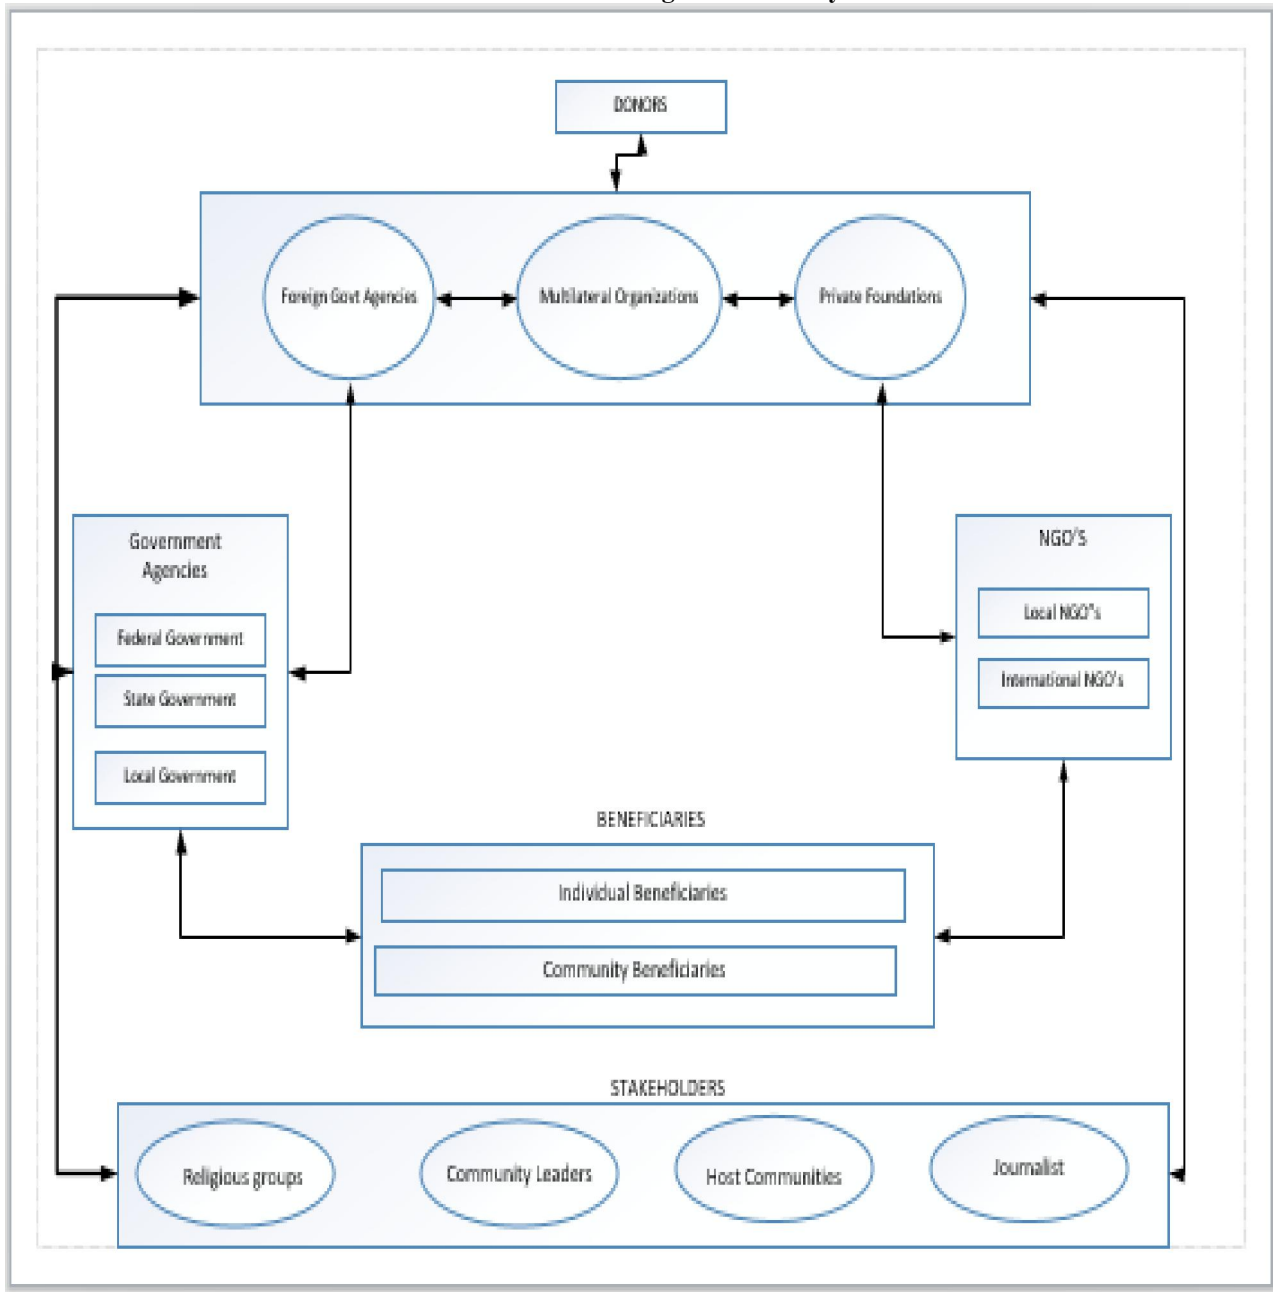 DONORS
Foreign Govt Agencies
Multilateral Organizations
Private Foundations
Government
Agencies
Federal Government
State Government
Local Government
NGO'S
Local NGO"s
International NGO's
BENEFICIARIES
Individual Beneficiaries
Community Beneficiaries
STAKEHOLDERS
Religious groups
Community Leaders
Host Communities
Journalist